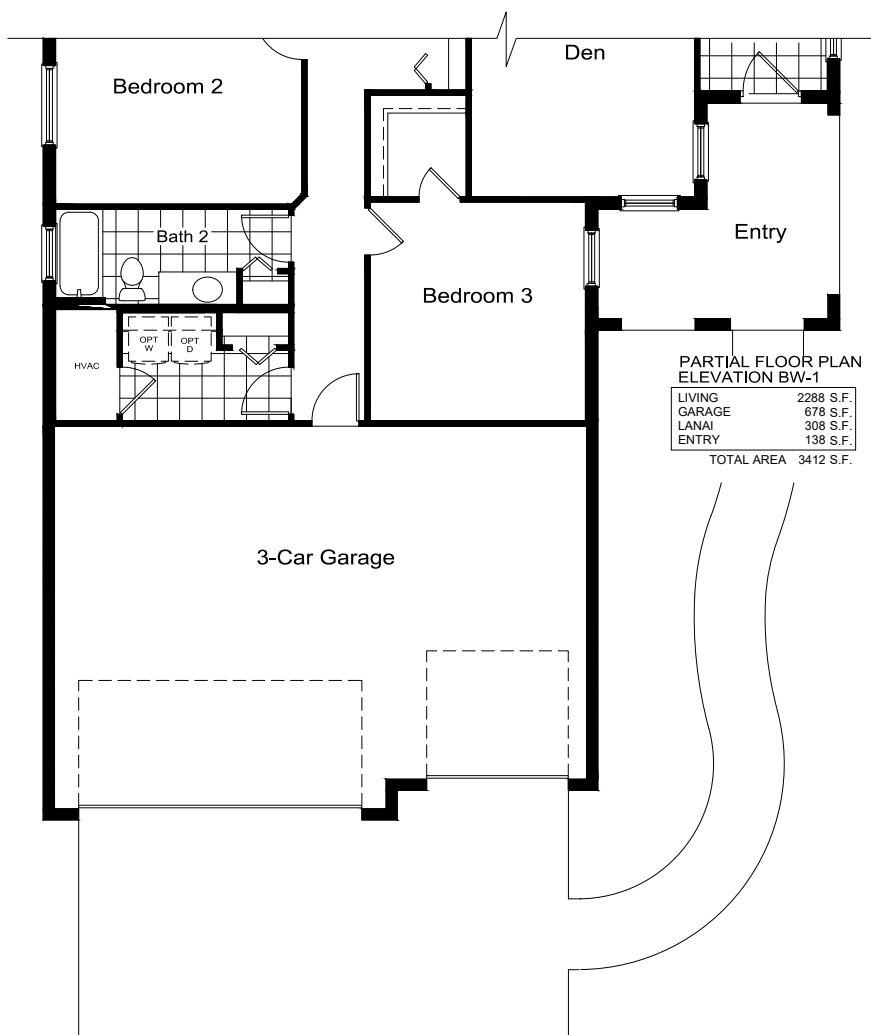 Bedroom 2
Den
Bath 2
Entry
Bedroom 3
OPT
W
OPT
D
HVAC
PARTIAL FLOOR PLAN
ELEVATION BW-1
LIVING 2288 S.F.
GARAGE 678 S.F.
LANAI 308 S.F.
ENTRY 138 S.F.
TOTAL AREA 3412 S.F.
3-Car Garage